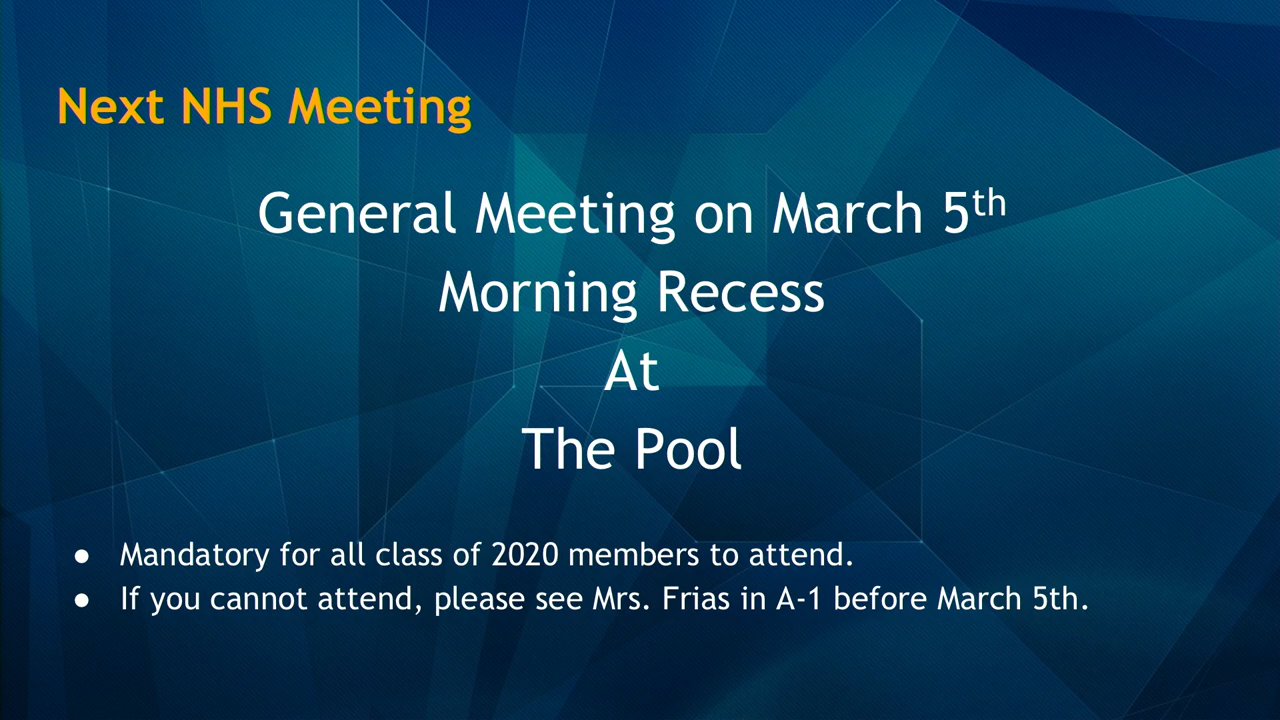 Next NHS Meeting
General Meeting on March 5th
Morning Recess
At
The Pool
● Mandatory for all class of 2020 members to attend.
● If you cannot attend, please see Mrs. Frias in A-1 before March 5th.